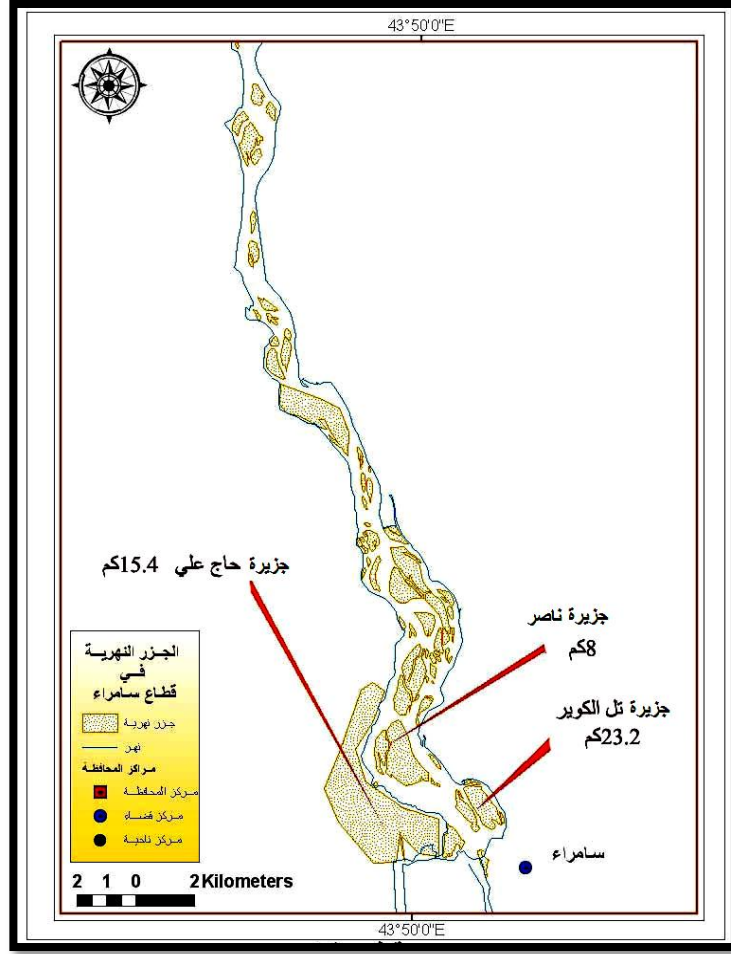 43°50'0"E
جزيرة حاج علي 15.4كم
جزيرة ناصر
8كم
جزيرة تل الكوير
23.2كم
سامراء
الجزر النهرية
في
قطاع سامراء
جزر نهرية
نهر
مراكز المحافظة
مركز المحافظة
مركز قضاء
مركز ناحية
2 1 0 2 Kilometers
43°50'0"E